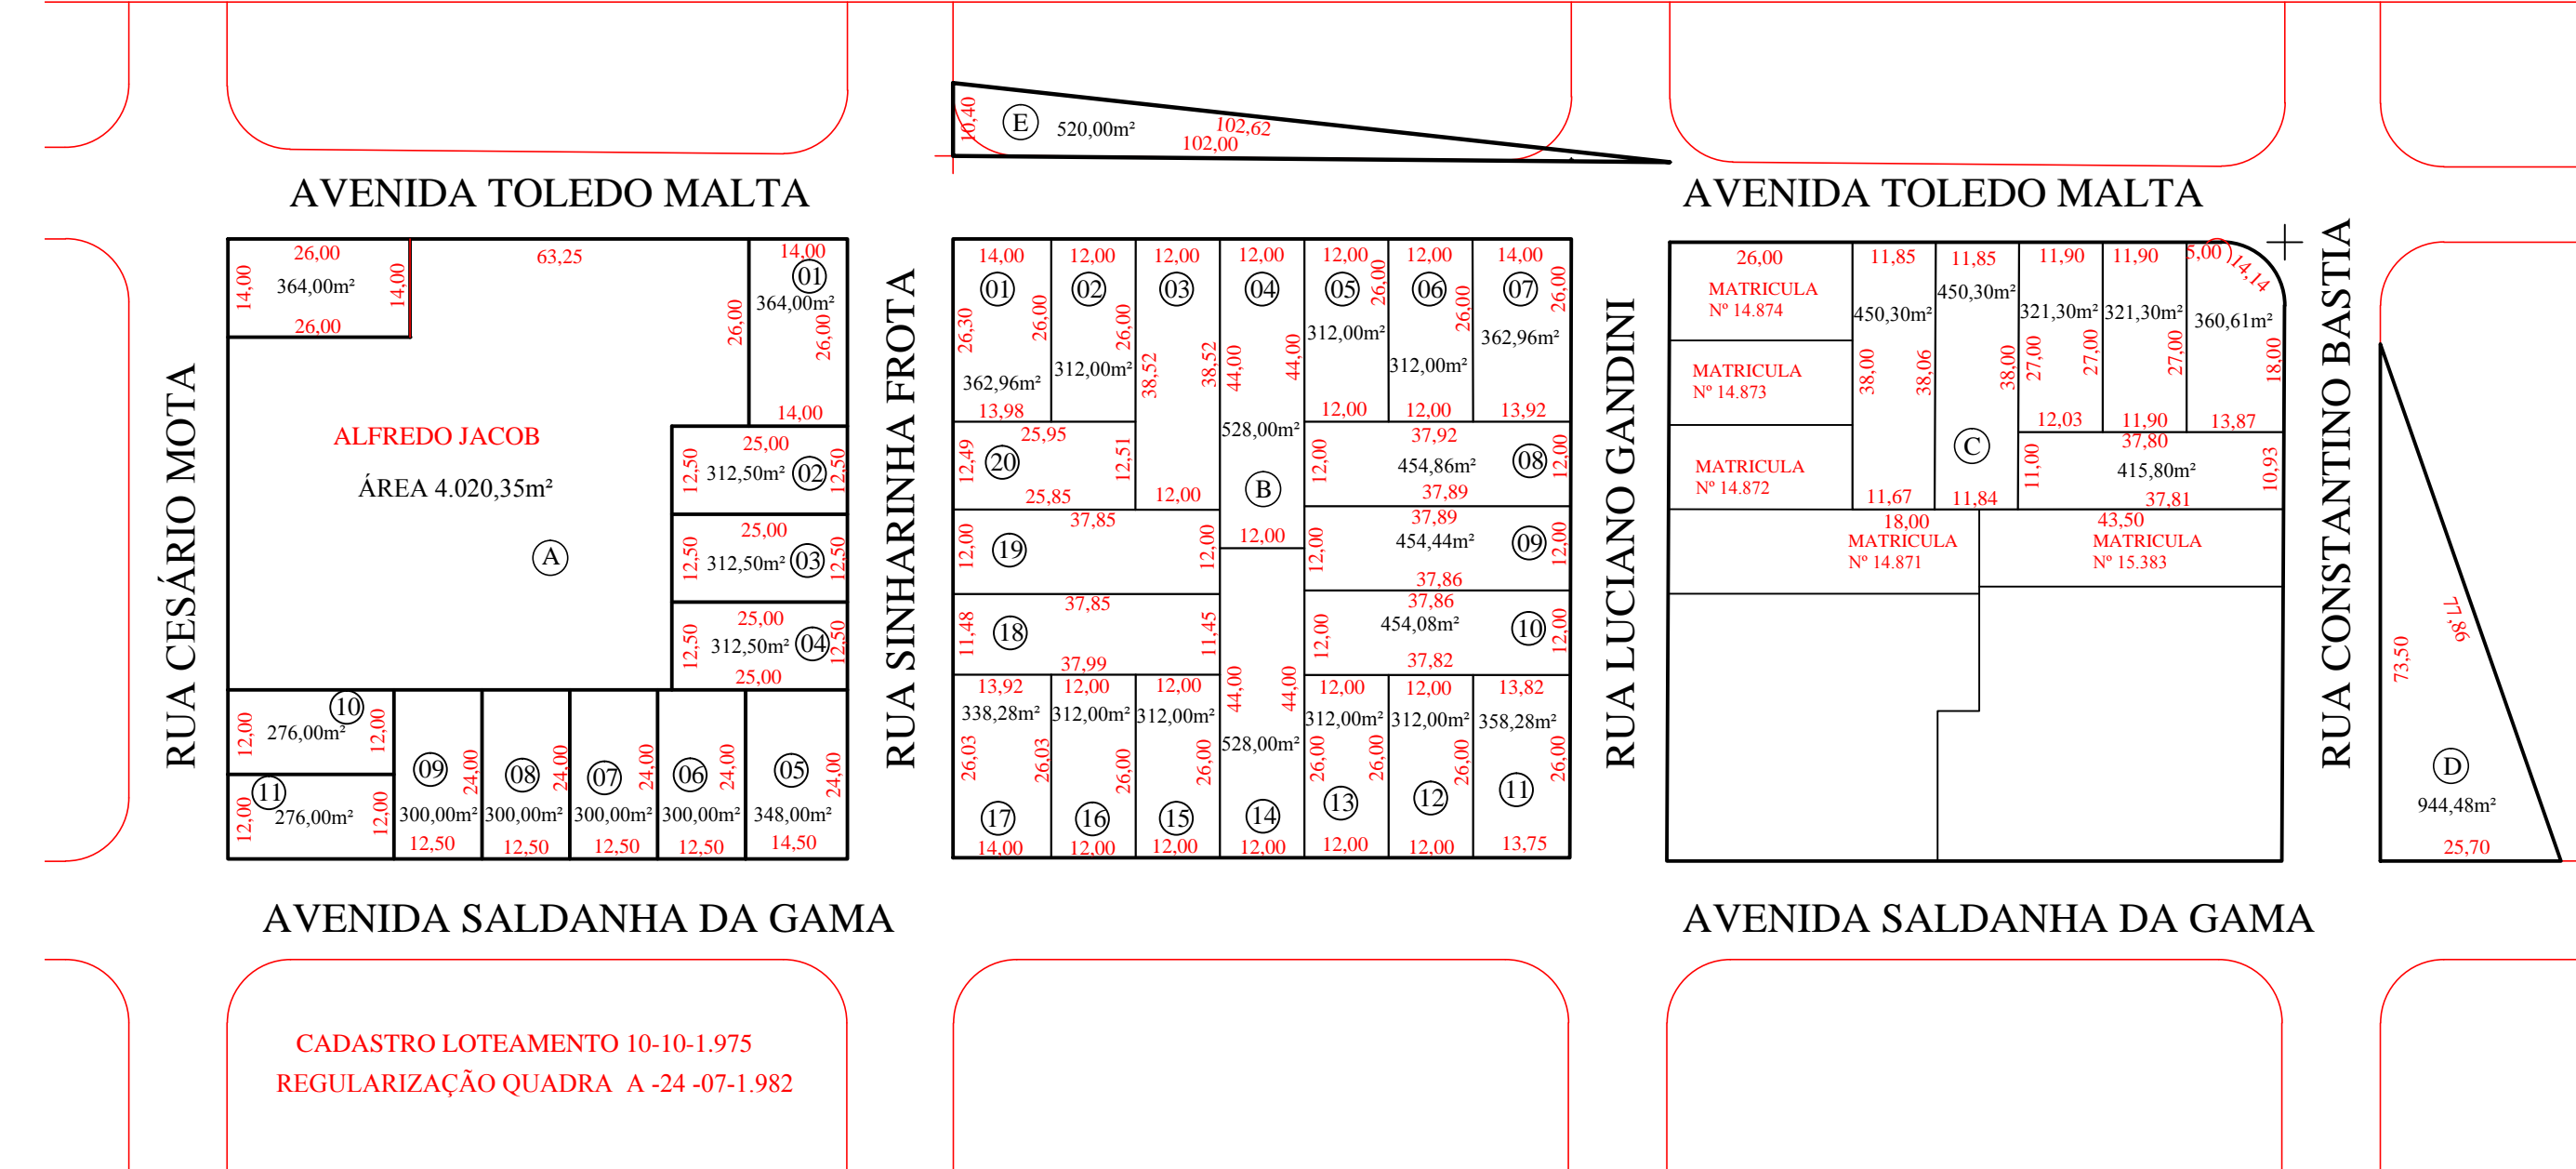 10,40
E
520,00m²
102,62
102,00
AVENIDA TOLEDO MALTA
AVENIDA TOLEDO MALTA
RUA CESÁRIO MOTA
26,00
14,00
364,00m²
14,00
26,00
63,25
14,00
01
364,00m²
26,00
26,00
14,00
ALFREDO JACOB
ÁREA 4.020,35m²
A
25,00
12,50
312,50m²
02
12,50
25,00
12,50
312,50m²
03
12,50
25,00
12,50
312,50m²
04
12,50
25,00
10
12,00
276,00m²
12,00
11
12,00
276,00m²
12,00
09
24,00
300,00m²
12,50
08
24,00
300,00m²
12,50
07
24,00
300,00m²
12,50
06
24,00
300,00m²
12,50
05
24,00
348,00m²
14,50
RUA SINHARINHA FROTA
14,00
01
26,30
26,00
362,96m²
13,98
12,00
02
26,00
312,00m²
12,00
03
38,52
38,52
12,00
12,00
04
44,00
44,00
528,00m²
B
12,00
12,00
05
26,00
312,00m²
12,00
12,00
06
26,00
312,00m²
12,00
14,00
07
26,00
362,96m²
13,92
25,95
12,49
20
12,51
25,85
37,92
12,00
454,86m²
08
12,00
37,89
37,85
12,00
19
12,00
37,89
12,00
454,44m²
09
12,00
37,86
37,85
11,48
18
11,45
37,99
37,86
12,00
454,08m²
10
12,00
37,82
13,92
338,28m²
26,03
26,03
17
14,00
12,00
312,00m²
26,00
16
12,00
12,00
312,00m²
26,00
15
12,00
44,00
44,00
528,00m²
14
12,00
12,00
312,00m²
26,00
26,00
13
12,00
12,00
312,00m²
26,00
12
12,00
13,82
358,28m²
26,00
11
13,75
RUA LUCIANO GANDINI
26,00
MATRICULA
Nº 14.874
MATRICULA
Nº 14.873
MATRICULA
Nº 14.872
11,85
450,30m²
38,00
38,06
11,67
11,85
450,30m²
38,00
C
11,84
11,90
321,30m²
27,00
27,00
12,03
11,90
321,30m²
27,00
11,90
5,00
14,14
360,61m²
18,00
13,87
37,80
11,00
415,80m²
10,93
37,81
18,00
MATRICULA
Nº 14.871
43,50
MATRICULA
Nº 15.383
RUA CONSTANTINO BASTIA
77,86
73,50
D
944,48m²
25,70
AVENIDA SALDANHA DA GAMA
AVENIDA SALDANHA DA GAMA
CADASTRO LOTEAMENTO 10-10-1.975
REGULARIZAÇÃO QUADRA A -24 -07-1.982